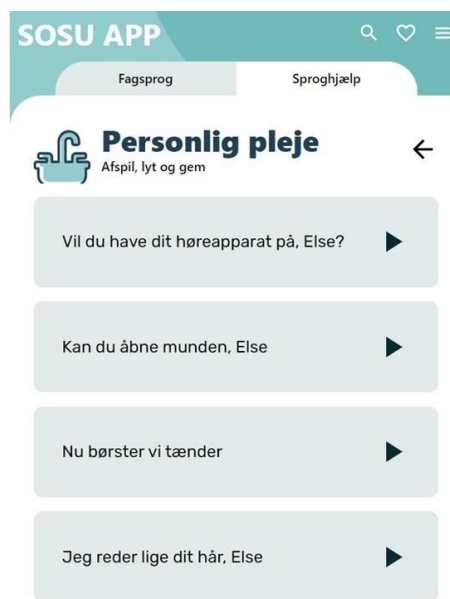 SOSU APP
Fagsprog
Sproghjælp
Personlig pleje
Afspil, lyt og gem
Vil du have dit høreapparat på, Else?
Kan du åbne munden, Else
Nu børster vi tænder
Jeg reder lige dit hår, Else